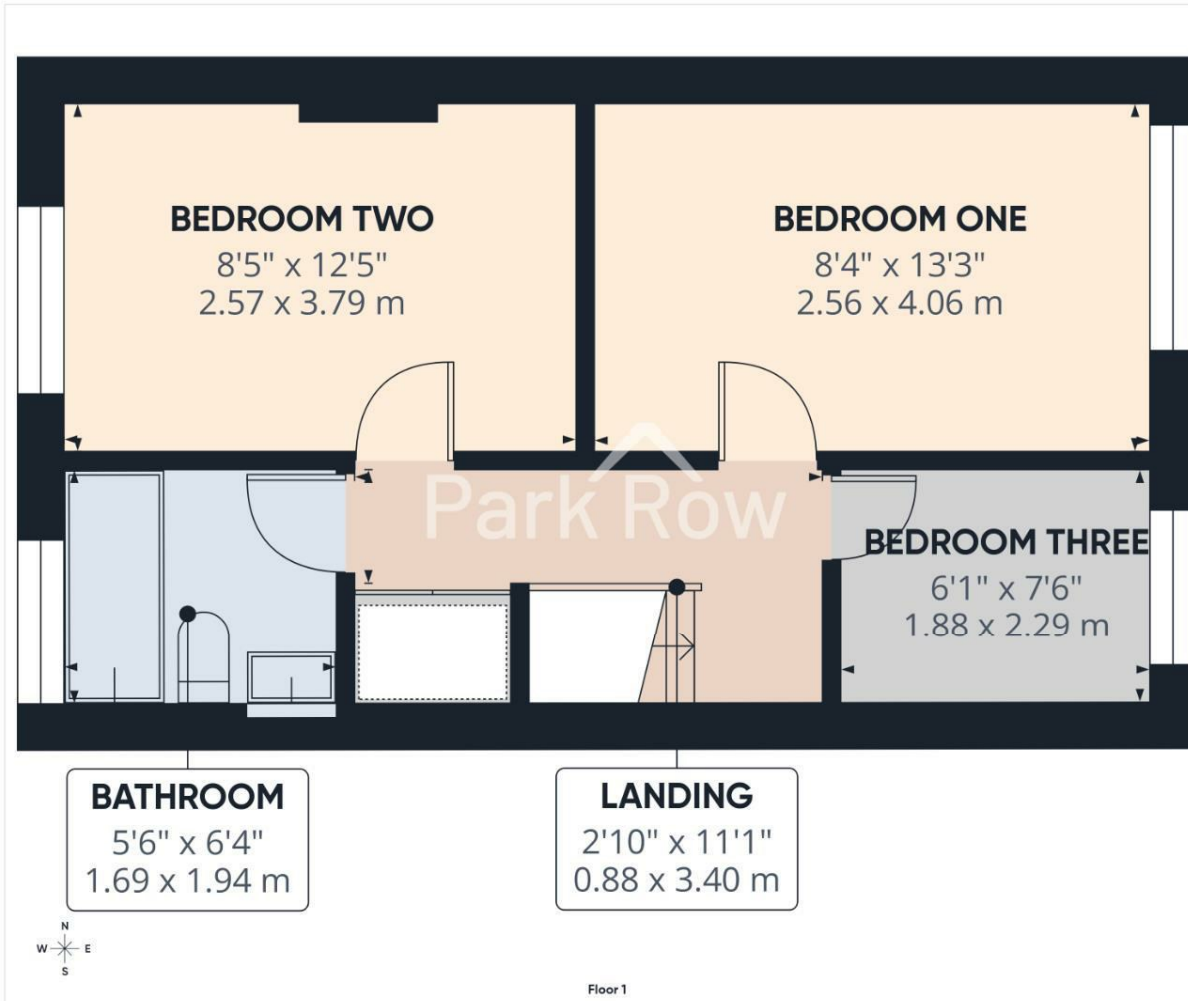 BEDROOM TWO
8'5" x 12'5"
2.57 x 3.79 m
BEDROOM ONE
8'4" x 13'3"
2.56 x 4.06 m
Park Row
BEDROOM THREE
6'1" x 7'6"
1.88 x 2.29 m
BATHROOM
5'6" x 6'4"
1.69 x 1.94 m
LANDING
2'10" x 11'1"
0.88 x 3.40 m
N
W E
S
Floor 1